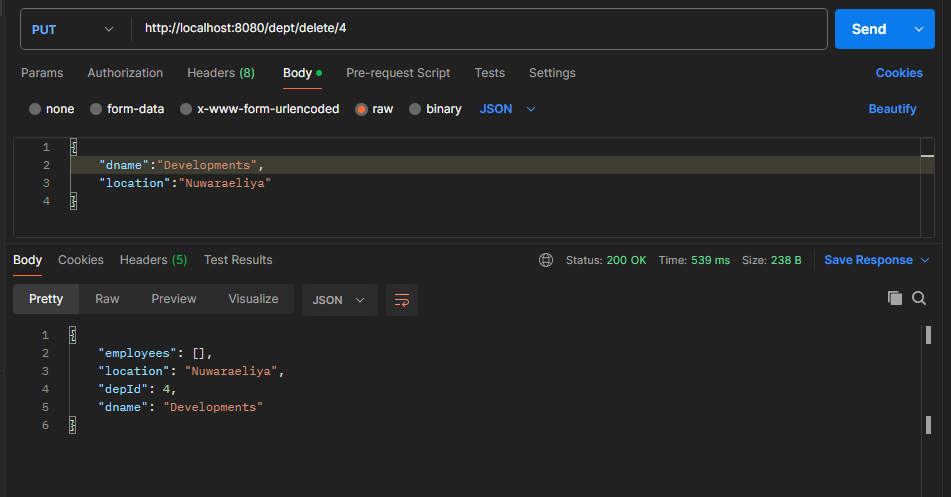 PUT http://localhost:8080/dept/delete/4 Send
Params Authorization Headers (8) Body Pre-request Script Tests Settings Cookies
none form-data x-www-form-urlencoded raw binary JSON Beautify
1 {
2 "dname":"Developments",
3 "location":"Nuwaraeliya"
4 }
Body Cookies Headers (5) Test Results Status: 200 OK Time: 539 ms Size: 238 B Save Response
Pretty Raw Preview Visualize JSON
1 {
2 "employees": [],
3 "location": "Nuwaraeliya",
4 "depId": 4,
5 "dname": "Developments"
6 }